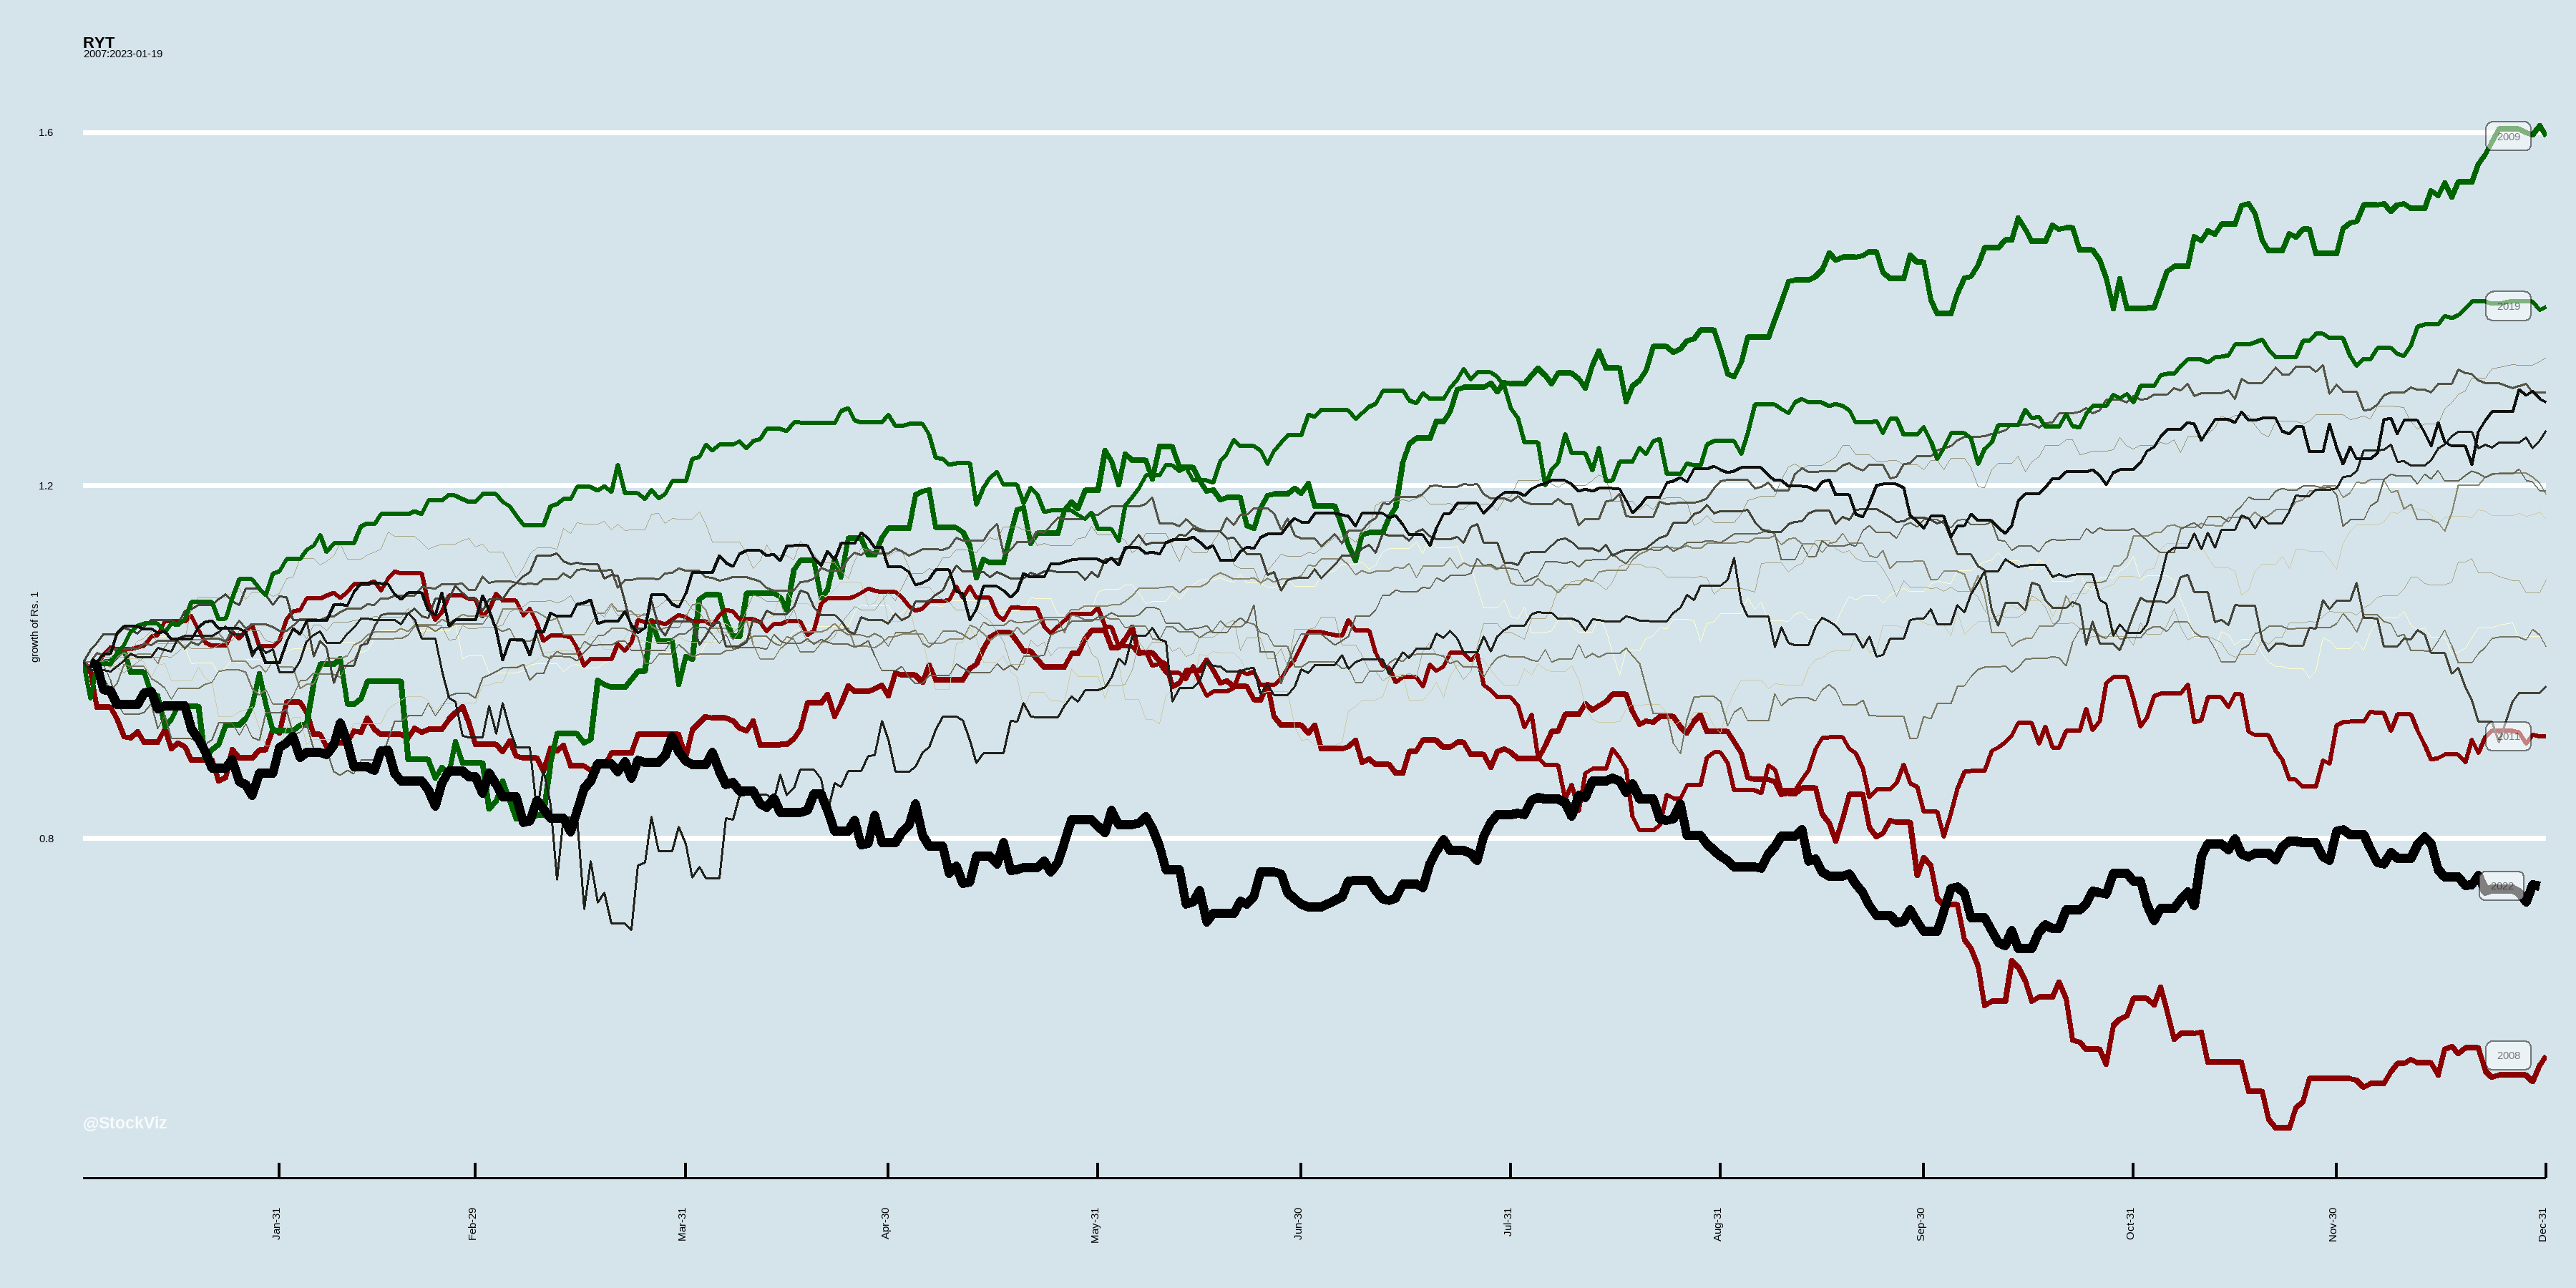 RYT
2007:2023-01-19
1.6
2009
2019
1.2
growth of Rs. 1
2011
0.8
2022
2008
@StockViz
Jan-31
Feb-29
Mar-31
Apr-30
May-31
Jun-30
Jul-31
Aug-31
Sep-30
Oct-31
Nov-30
Dec-31